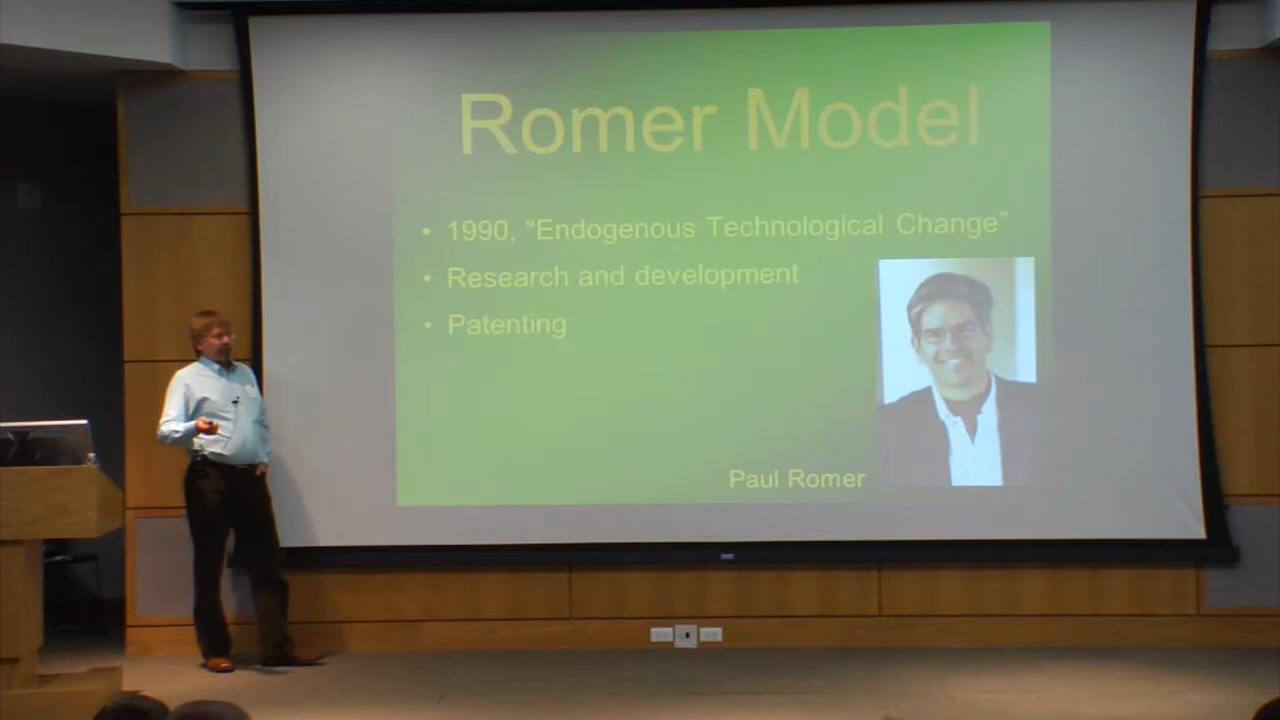 Romer Model
• 1990, “Endogenous Technological Change”
• Research and development
• Patenting
Paul Romer